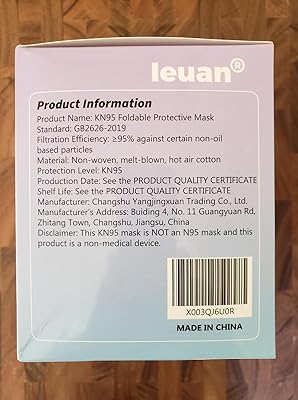 Ieuan®
Product Information
Product Name: KN95 Foldable Protective Mask
Standard: GB2626-2019
Filtration Efficiency: ≥95% against certain non-oil
based particles
Material: Non-woven, melt-blown, hot air cotton
Protection Level: KN95
Production Date: See the PRODUCT QUALITY CERTIFICATE
Shelf Life: See the PRODUCT QUALITY CERTIFICATE
Manufacturer: Changshu Yangjingxuan Trading Co., Ltd.
Manufacturer's Address: Buiding 4, No. 11 Guangyuan Rd,
Zhitang Town, Changshu, Jiangsu, China
Disclaimer: This KN95 mask is NOT an N95 mask and this
product is a non-medical device.
X003QJ6U0R
MADE IN CHINA